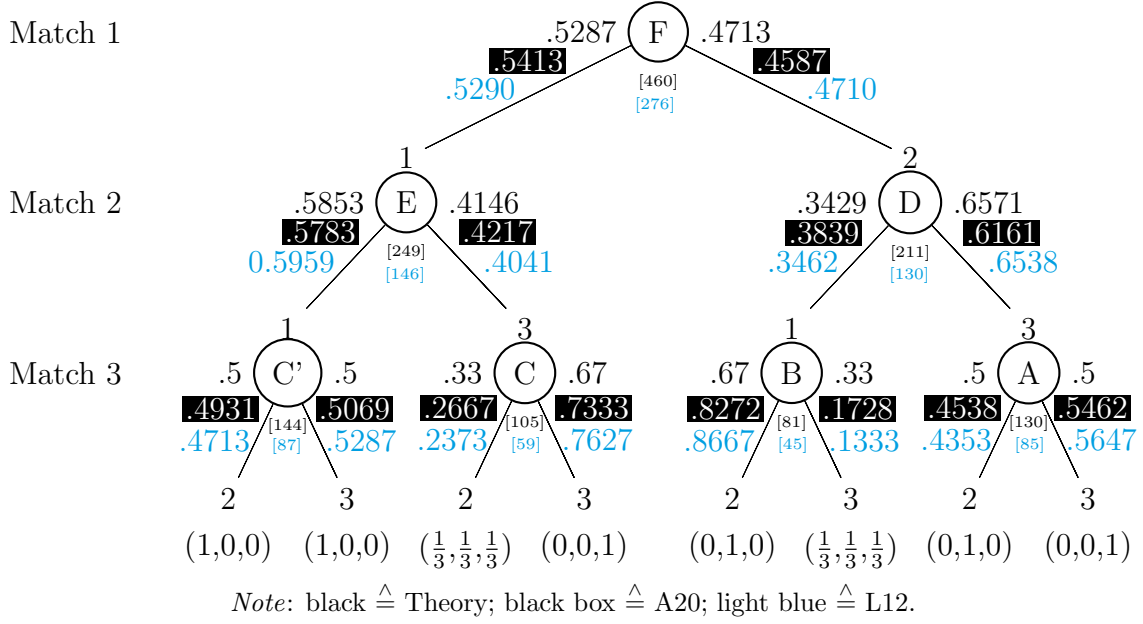 Match 1 .5287 F .4713
.5413 .4587
.5290 [460] .4710
[276]
1 2
Match 2 .5853 E .4146 .3429 D .6571
.5783 .4217 .3839 .6161
0.5959 [249] .4041 .3462 [211] .6538
[146] [130]
1 3 1 3
Match 3 .5 C' .5 .33 C .67 .67 B .33 .5 A .5
.4931 .5069 .2667 .7333 .8272 .1728 .4538 .5462
[144] [105] [81] [130]
.4713 [87] .5287 .2373 [59] .7627 .8667 [45] .1333 .4353 [85] .5647
2 3 2 3 2 3 2 3
(1,0,0) (1,0,0) (1/3,1/3,1/3) (0,0,1) (0,1,0) (1/3,1/3,1/3) (0,1,0) (0,0,1)
Note: black ≙ Theory; black box ≙ A20; light blue ≙ L12.